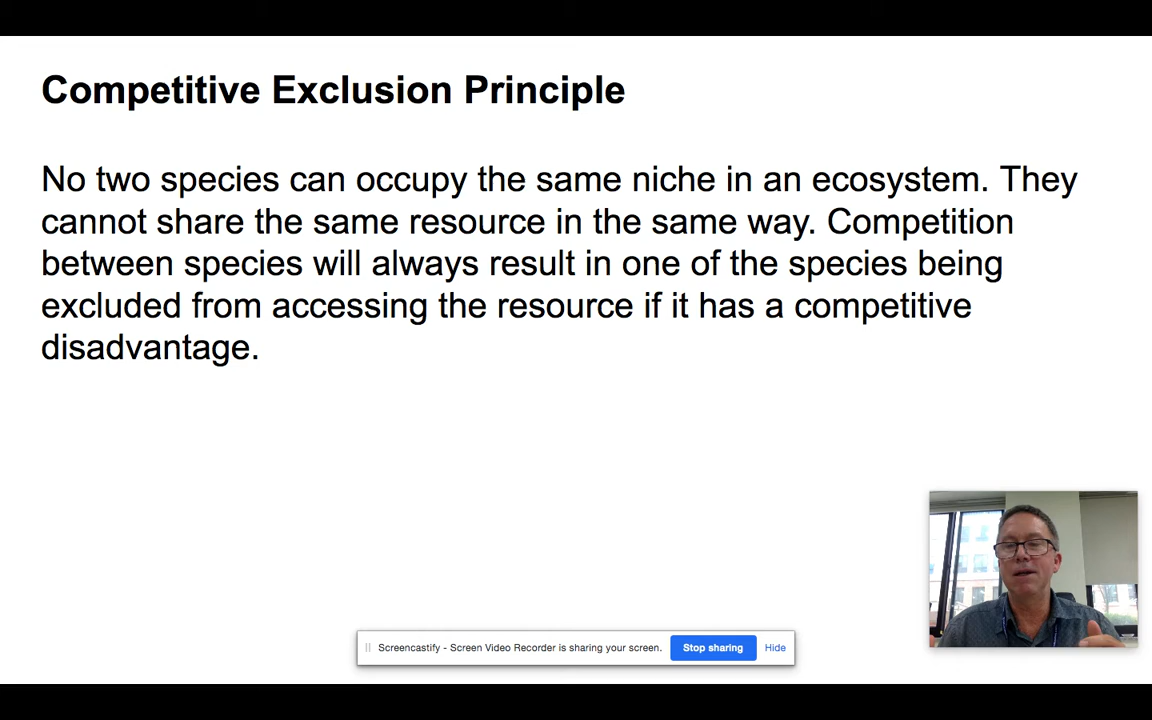 Competitive Exclusion Principle
No two species can occupy the same niche in an ecosystem. They
cannot share the same resource in the same way. Competition
between species will always result in one of the species being
excluded from accessing the resource if it has a competitive
disadvantage.
Screencastify - Screen Video Recorder is sharing your screen. Stop sharing Hide